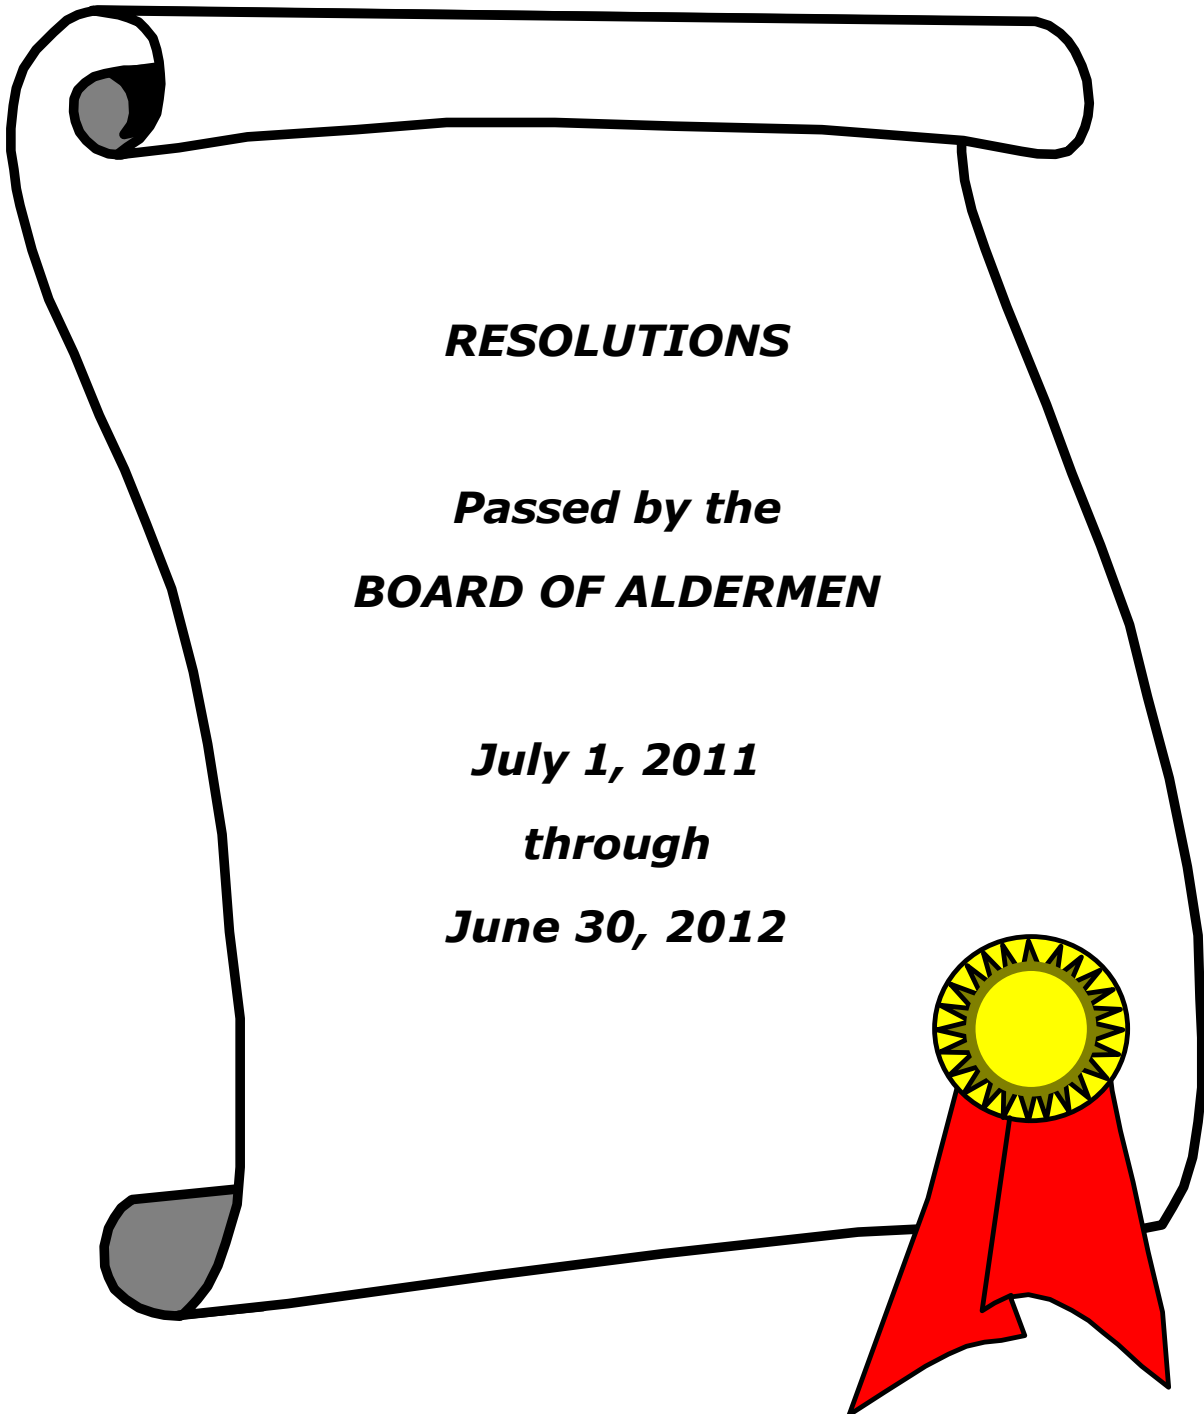 RESOLUTIONS
Passed by the
BOARD OF ALDERMEN
July 1, 2011
through
June 30, 2012